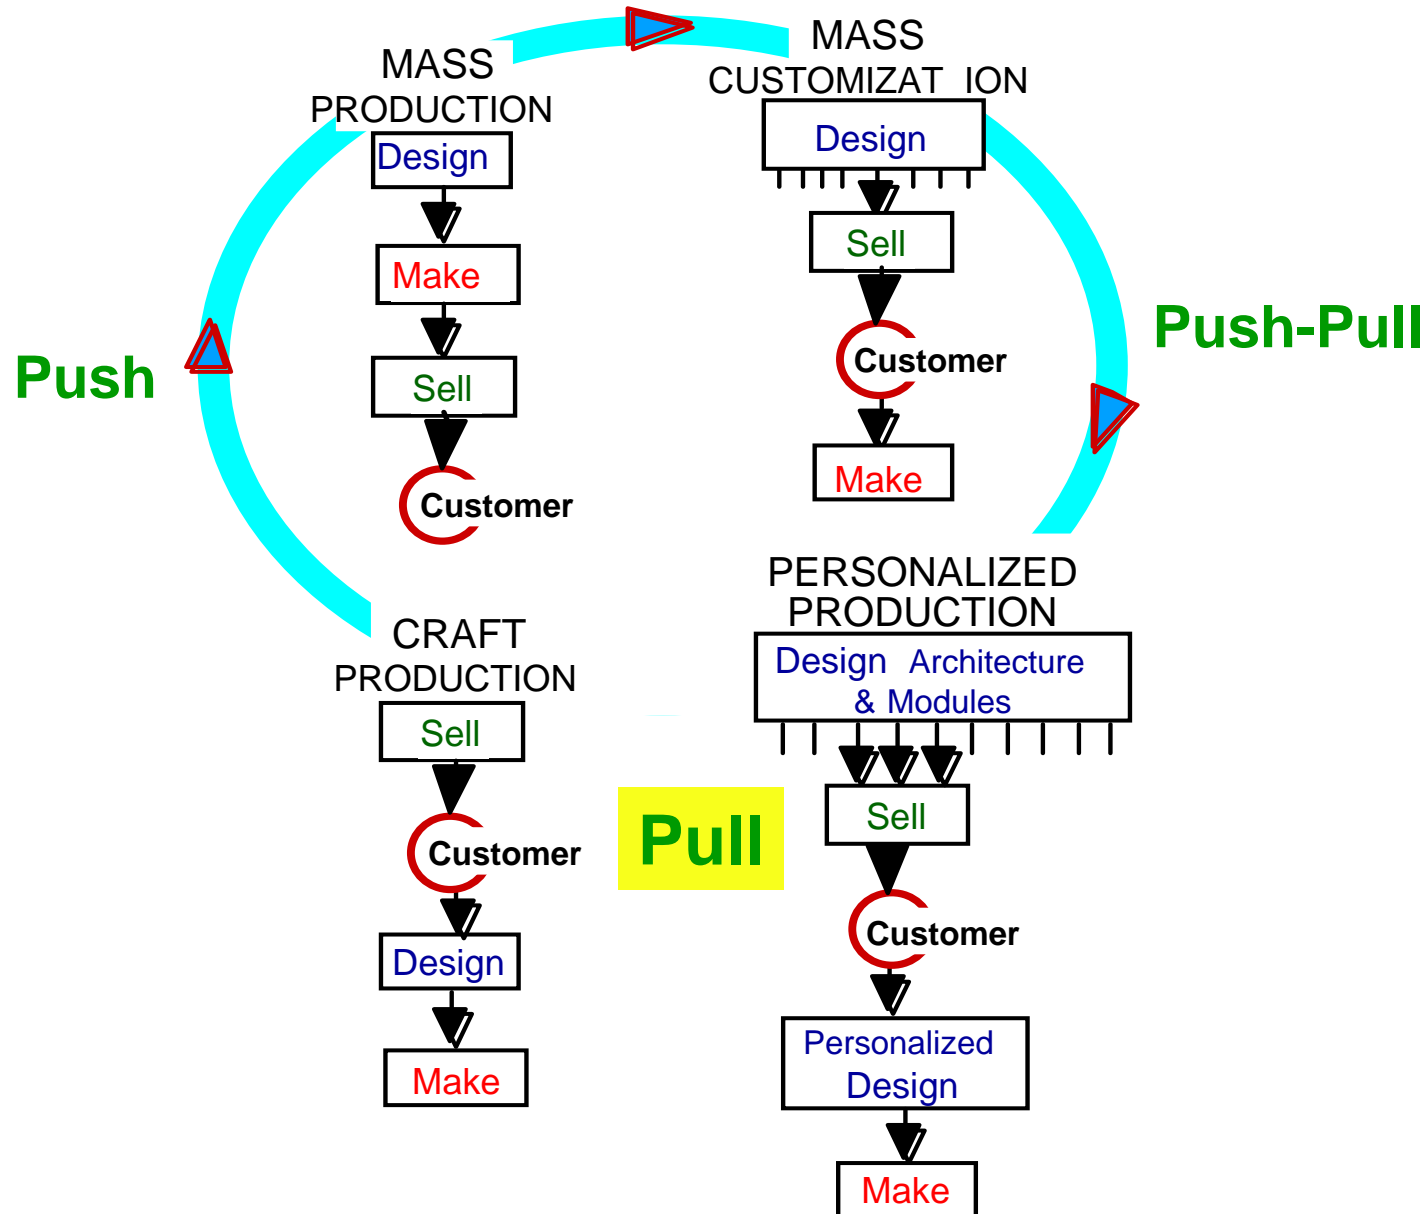 MASS
PRODUCTION
Design
Make
Sell
Customer
MASS
CUSTOMIZAT ION
Design
Sell
Customer
Make
Push
Push-Pull
CRAFT
PRODUCTION
Sell
Customer
Design
Make
Pull
PERSONALIZED
PRODUCTION
Design Architecture
& Modules
Sell
Customer
Personalized
Design
Make